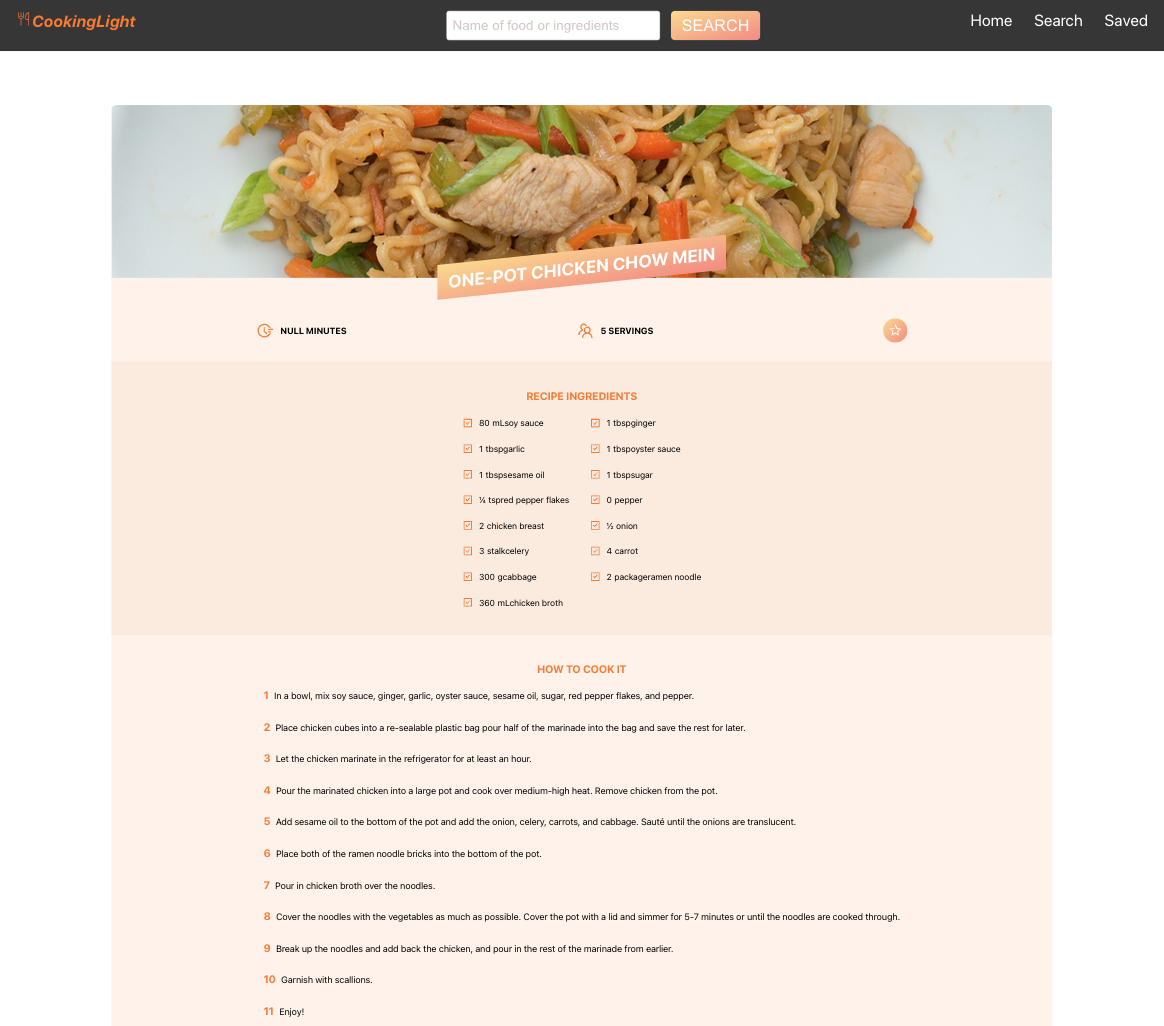 CookingLight
Name of food or ingredients
SEARCH
Home
Search
Saved
ONE-POT CHICKEN CHOW MEIN
NULL MINUTES
5 SERVINGS
RECIPE INGREDIENTS
80 mLsoy sauce
1 tbspginger
1 tbspgarlic
1 tbspoyster sauce
1 tbspsesame oil
1 tbspsugar
¼ tspred pepper flakes
0 pepper
2 chicken breast
½ onion
3 stalkcelery
4 carrot
300 gcabbage
2 packageramen noodle
360 mLchicken broth
HOW TO COOK IT
1 In a bowl, mix soy sauce, ginger, garlic, oyster sauce, sesame oil, sugar, red pepper flakes, and pepper.
2 Place chicken cubes into a re-sealable plastic bag pour half of the marinade into the bag and save the rest for later.
3 Let the chicken marinate in the refrigerator for at least an hour.
4 Pour the marinated chicken into a large pot and cook over medium-high heat. Remove chicken from the pot.
5 Add sesame oil to the bottom of the pot and add the onion, celery, carrots, and cabbage. Sauté until the onions are translucent.
6 Place both of the ramen noodle bricks into the bottom of the pot.
7 Pour in chicken broth over the noodles.
8 Cover the noodles with the vegetables as much as possible. Cover the pot with a lid and simmer for 5-7 minutes or until the noodles are cooked through.
9 Break up the noodles and add back the chicken, and pour in the rest of the marinade from earlier.
10 Garnish with scallions.
11 Enjoy!